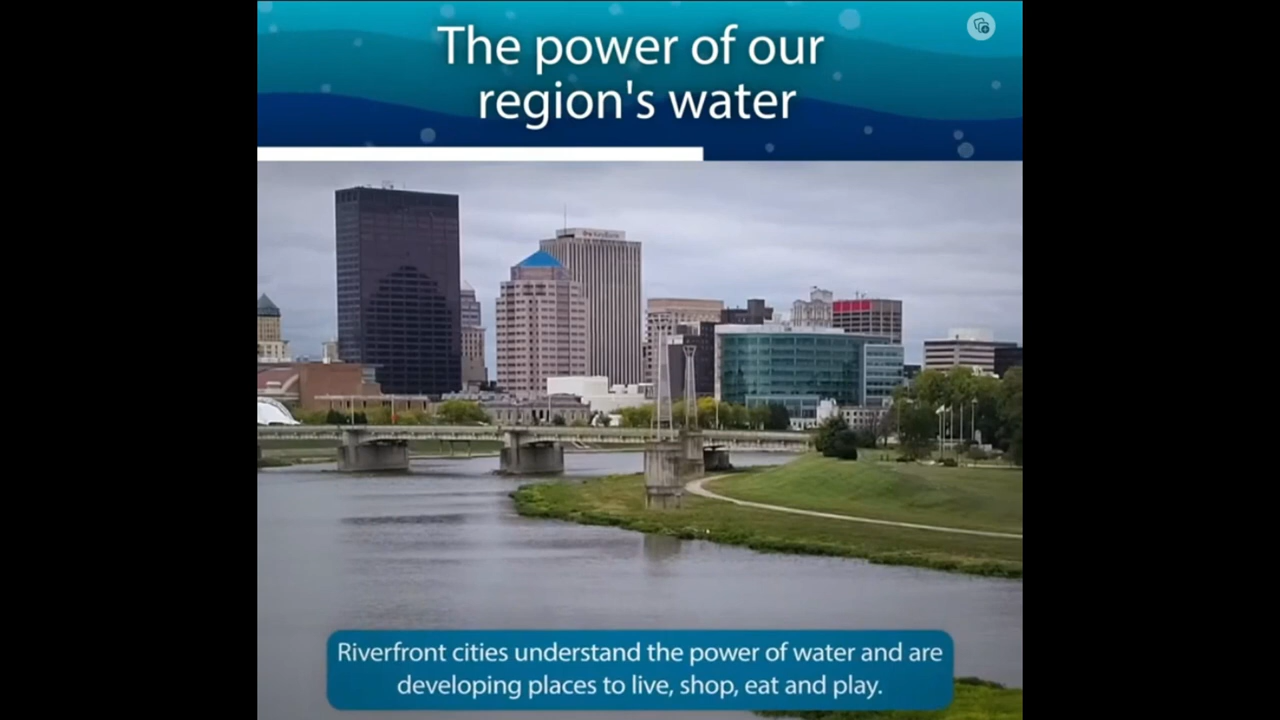 The power of our
region's water
Riverfront cities understand the power of water and are
developing places to live, shop, eat and play.